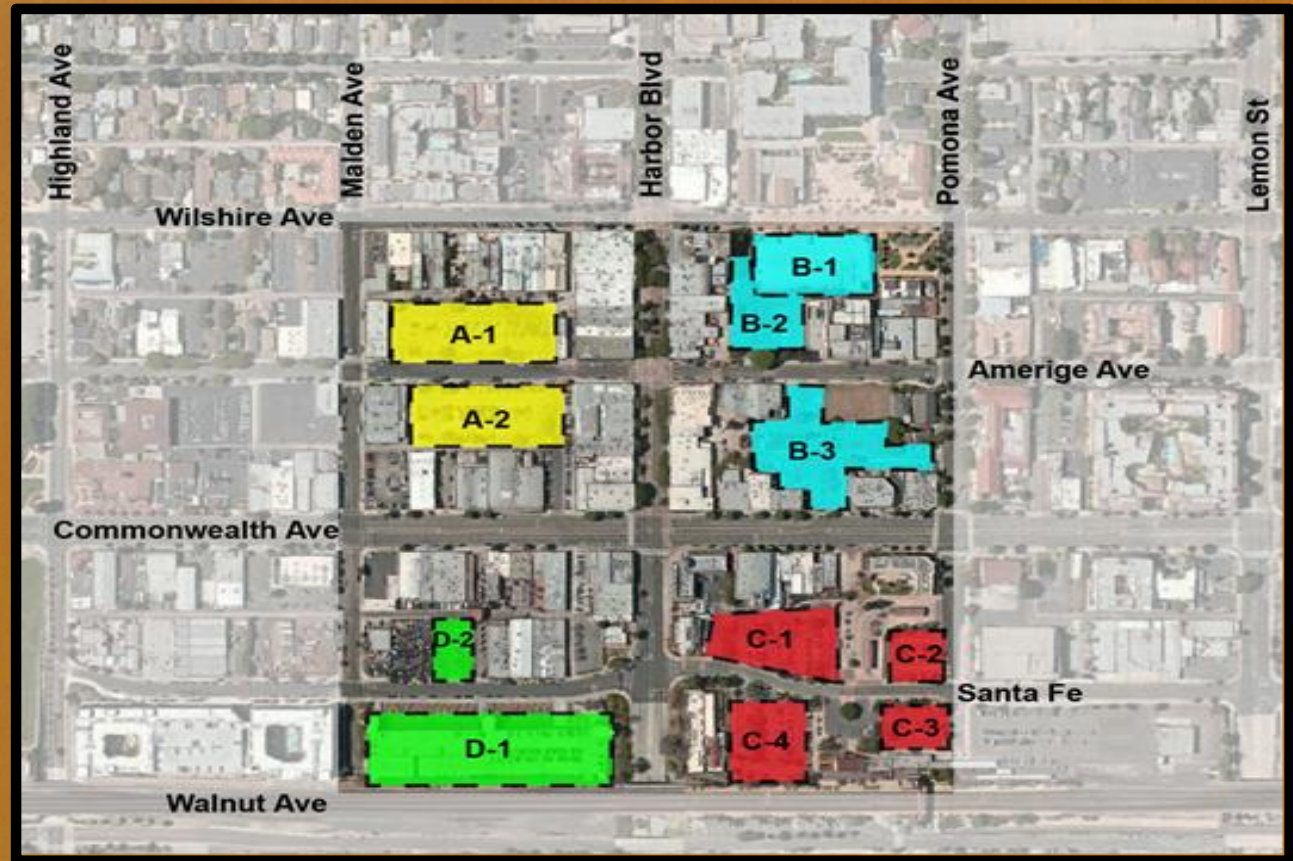 Highland Ave
Malden Ave
Harbor Blvd
Pomona Ave
Lemon St
Wilshire Ave
B-1
A-1
B-2
Amerige Ave
A-2
B-3
Commonwealth Ave
D-2
C-1
C-2
Santa Fe
C-3
C-4
D-1
Walnut Ave